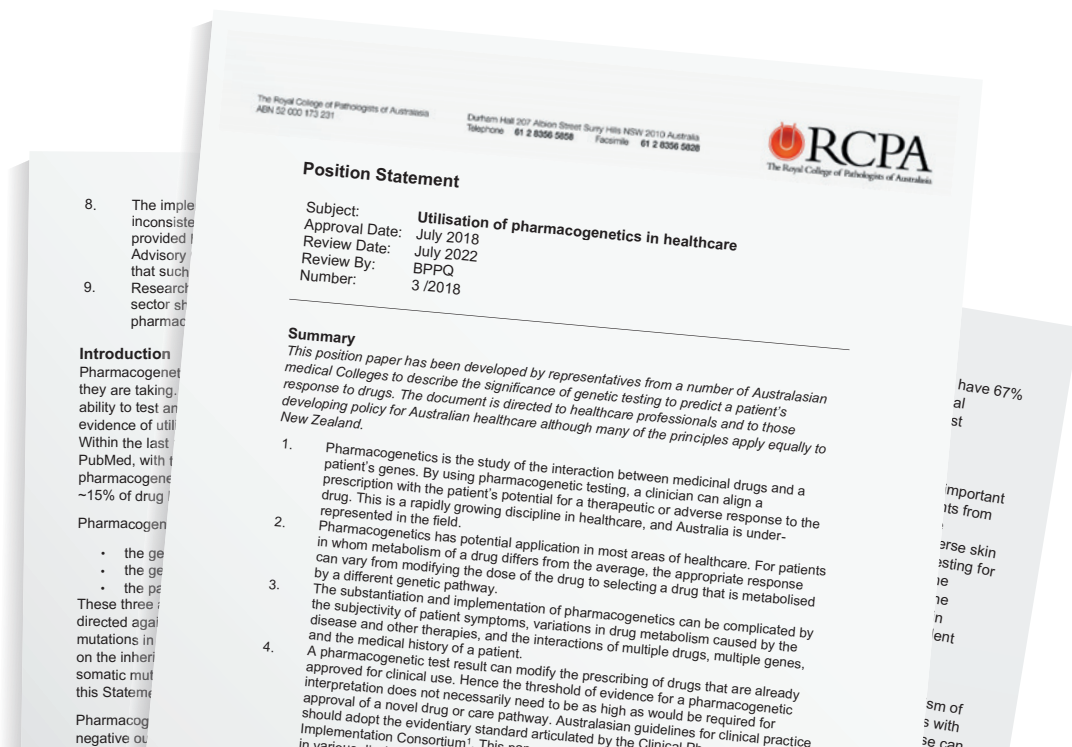 The Royal College of Pathologists of Australasia
ABN 52 000 173 231
Durham Hall 207 Albion Street Surry Hills NSW 2010 Australia
Telephone 61 2 8356 5858 Facsimile 61 2 8356 5828
RCPA
The Royal College of Pathologists of Australasia
Position Statement
Subject: Utilisation of pharmacogenetics in healthcare
Approval Date: July 2018
Review Date: July 2022
Review By: BPPQ
Number: 3 /2018
Summary
This position paper has been developed by representatives from a number of Australasian
medical Colleges to describe the significance of genetic testing to predict a patient's
response to drugs. The document is directed to healthcare professionals and to those
developing policy for Australian healthcare although many of the principles apply equally to
New Zealand.
1. Pharmacogenetics is the study of the interaction between medicinal drugs and a
patient's genes. By using pharmacogenetic testing, a clinician can align a
prescription with the patient's potential for a therapeutic or adverse response to the
drug. This is a rapidly growing discipline in healthcare, and Australia is under-
represented in the field.
2. Pharmacogenetics has potential application in most areas of healthcare. For patients
in whom metabolism of a drug differs from the average, the appropriate response
can vary from modifying the dose of the drug to selecting a drug that is metabolised
by a different genetic pathway.
3. The substantiation and implementation of pharmacogenetics can be complicated by
the subjectivity of patient symptoms, variations in drug metabolism caused by the
disease and other therapies, and the interactions of multiple drugs, multiple genes,
and the medical history of a patient.
4. A pharmacogenetic test result can modify the prescribing of drugs that are already
approved for clinical use. Hence the threshold of evidence for a pharmacogenetic
interpretation does not necessarily need to be as high as would be required for
approval of a novel drug or care pathway. Australasian guidelines for clinical practice
should adopt the evidentiary standard articulated by the Clinical
Implementation Consortium¹. This
in various
8. The imple
inconsiste
provided
Advisory
that such
9. Research
sector sh
pharmac
Introduction
Pharmacogenet
they are taking.
ability to test an
evidence of util
Within the last
PubMed, with t
pharmacogene
~15% of drug
Pharmacogen
• the ge
• the ge
• the pa
These three
directed agai
mutations in
on the inheri
somatic mut
this Stateme
Pharmacog
negative ou
have 67%
al
st
important
nts from
erse skin
esting for
ne
ne
in
ent
sm of
s with
se can